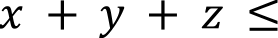 x + y + z ≤